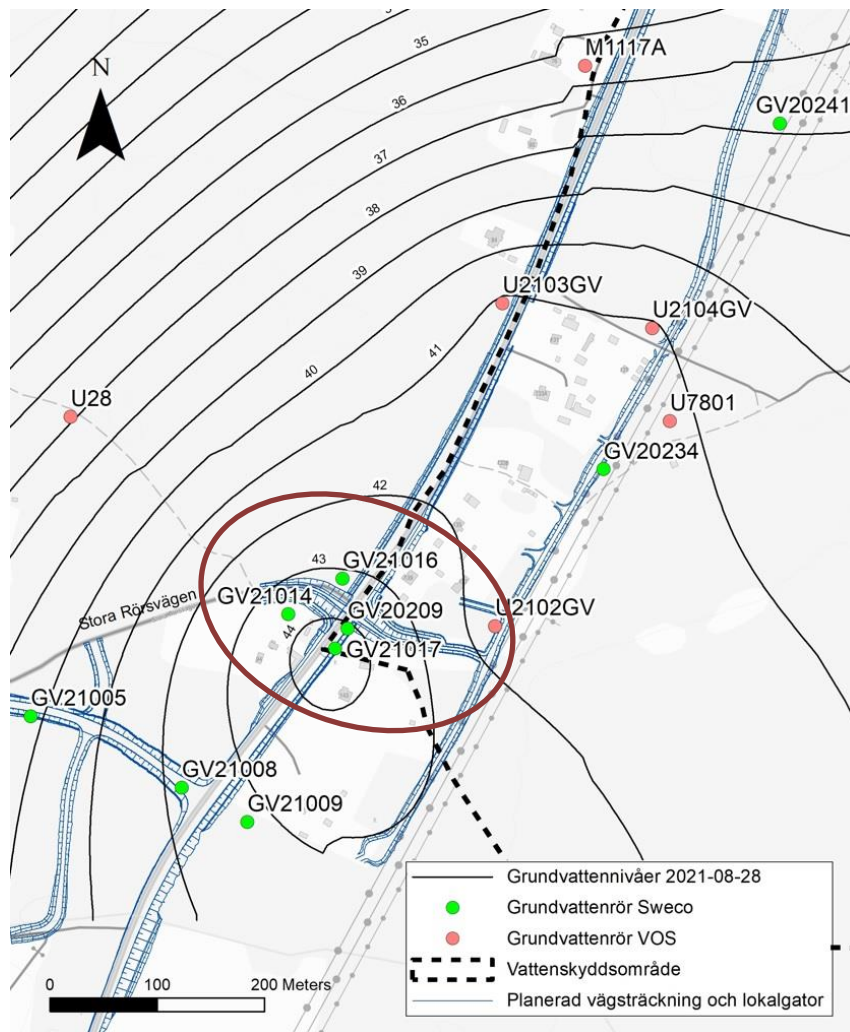 35
M1117A
N
36
GV20241
37
38
39
U2103GV
U2104GV
40
41
U28
U7801
GV20234
42
43
GV21016
Stora Rörsvägen
GV21014
GV20209
U2102GV
44
GV21017
GV21005
GV21008
GV21009
Grundvattennivåer 2021-08-28
Grundvattenrör Sweco
Grundvattenrör VOS
Vattenskyddsområde
Planerad vägsträckning och lokalgator
0 100 200 Meters